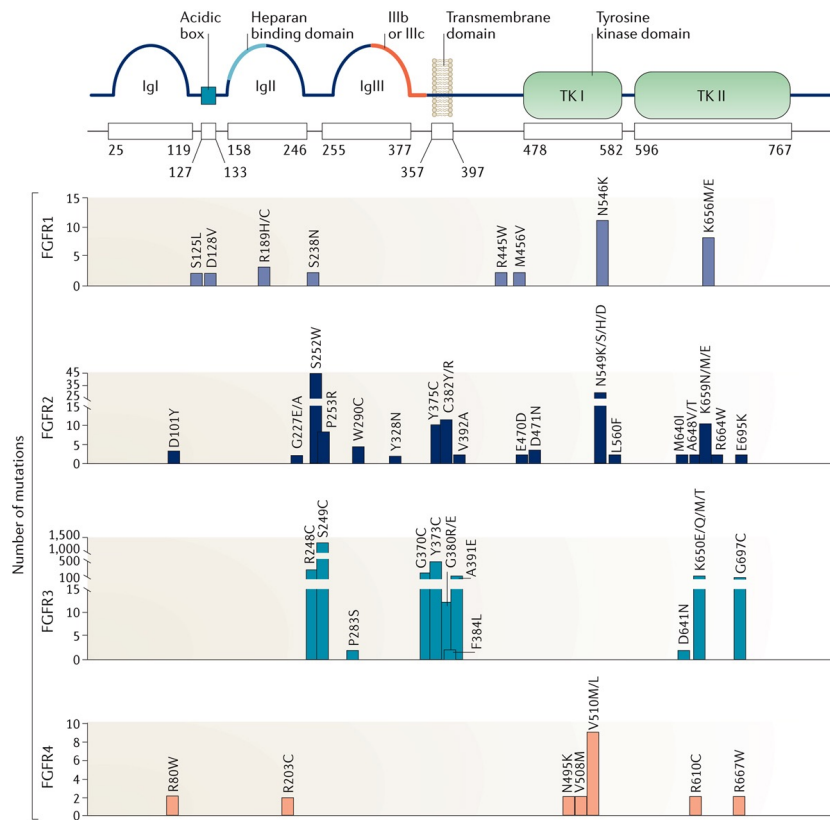 Acidic box
Heparan binding domain
IIIb or IIIc
Transmembrane domain
Tyrosine kinase domain
IgI
IgII
IgIII
TK I
TK II
25 119 158 246 255 377 478 582 596 767
127 133 357 397
Number of mutations
FGFR1
15
10
5
0
S125L
D128V
R189H/C
S238N
R445W
M456V
N546K
K656M/E
FGFR2
45
35
25
15
10
5
0
D101Y
G227E/A
S252W
P253R
W290C
Y328N
Y375C
C382Y/R
V392A
E470D
D471N
N549K/S/H/D
L560F
M640I
A648V/T
K659N/M/E
R664W
E695K
FGFR3
1,500
1,000
500
100
15
10
5
0
R248C
S249C
P283S
G370C
Y373C
G380R/E
A391E
F384L
D641N
K650E/Q/M/T
G697C
FGFR4
10
8
6
4
2
0
R80W
R203C
N495K
V508M
V510M/L
R610C
R667W